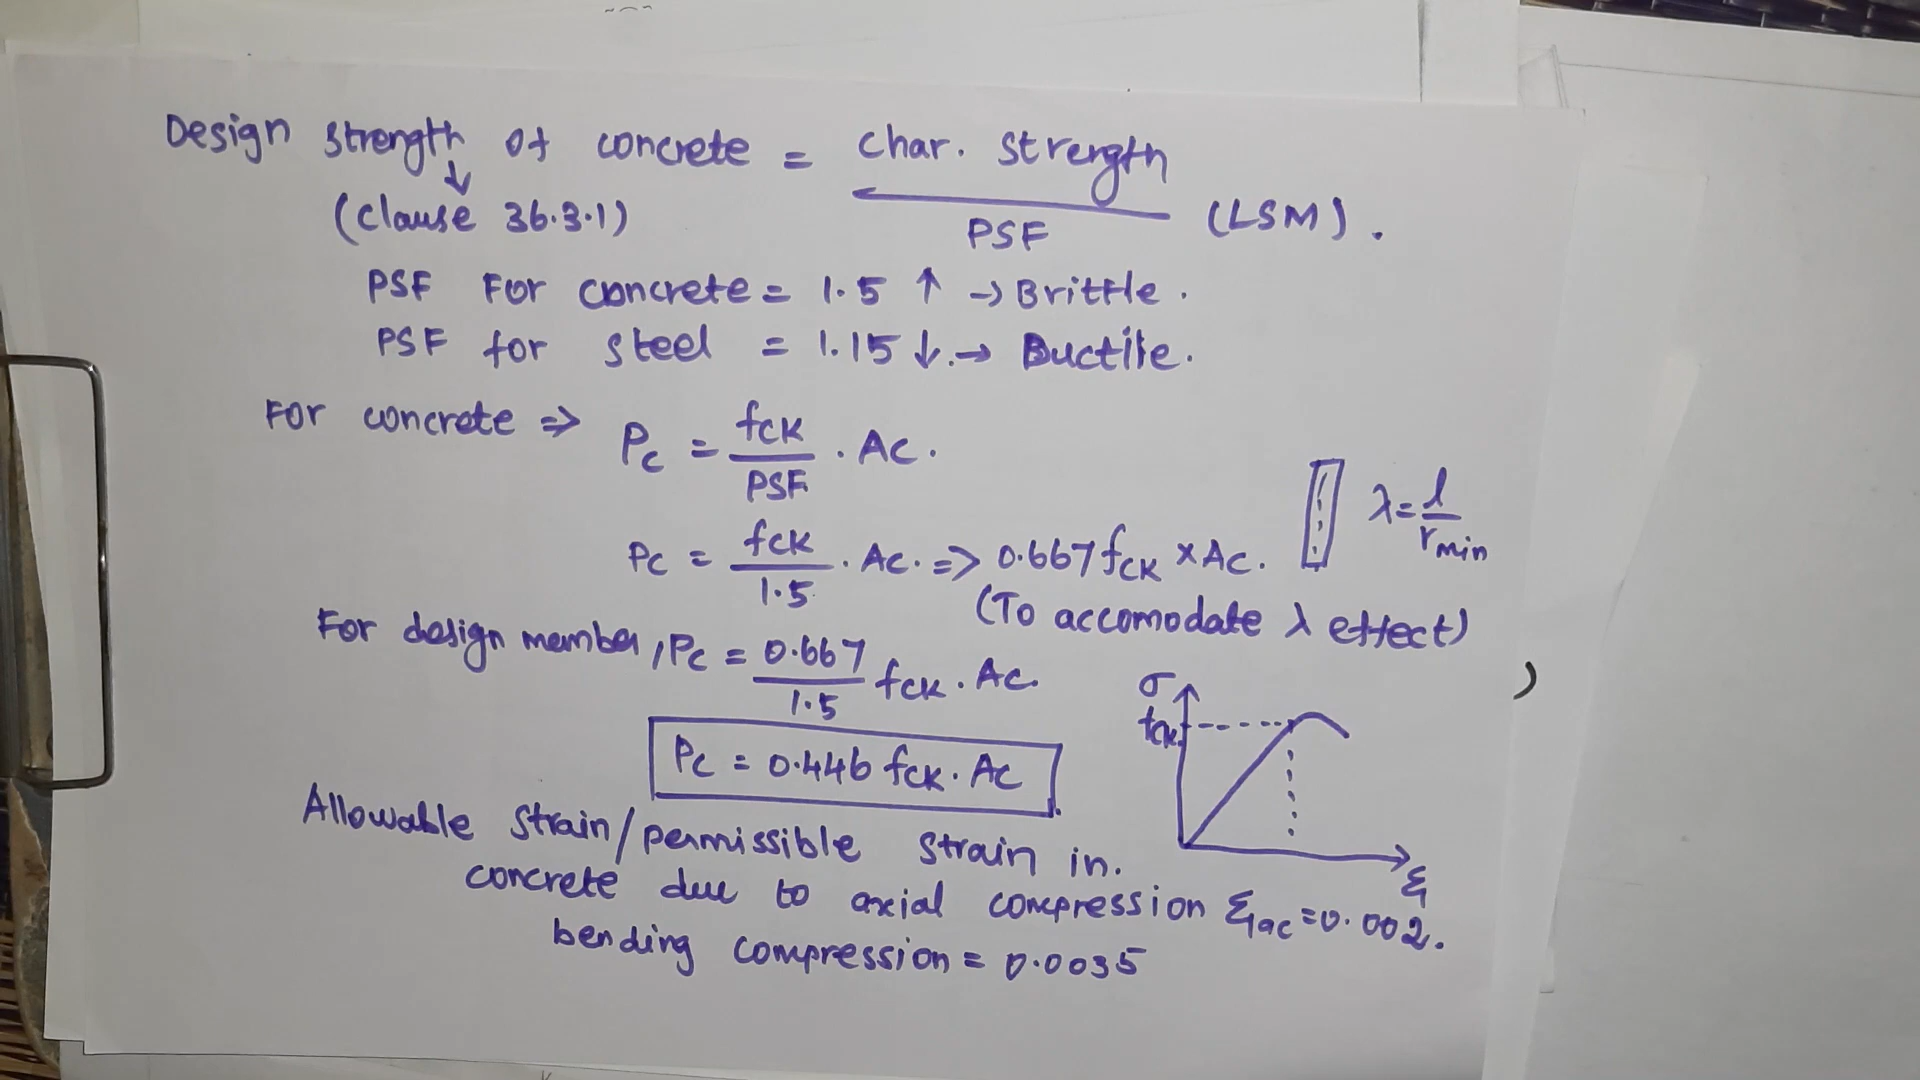 Design strength of concrete = Char. strength / PSF (LSM).
(Clause 36.3.1)
PSF For concrete = 1.5 ↑ → Brittle.
PSF for steel = 1.15 ↓. → Ductile.
For concrete ⇒ Pc = fck / PSF . Ac.
λ = l / rmin
Pc = fck / 1.5 . Ac. ⇒ 0.667 fck × Ac.
(To accomodate λ effect)
For design member, Pc = 0.667 / 1.5 fck . Ac.
σ
fck
Pc = 0.446 fck . Ac
ε
Allowable strain/permissible strain in.
concrete due to axial compression εac = 0.002.
bending compression = 0.0035